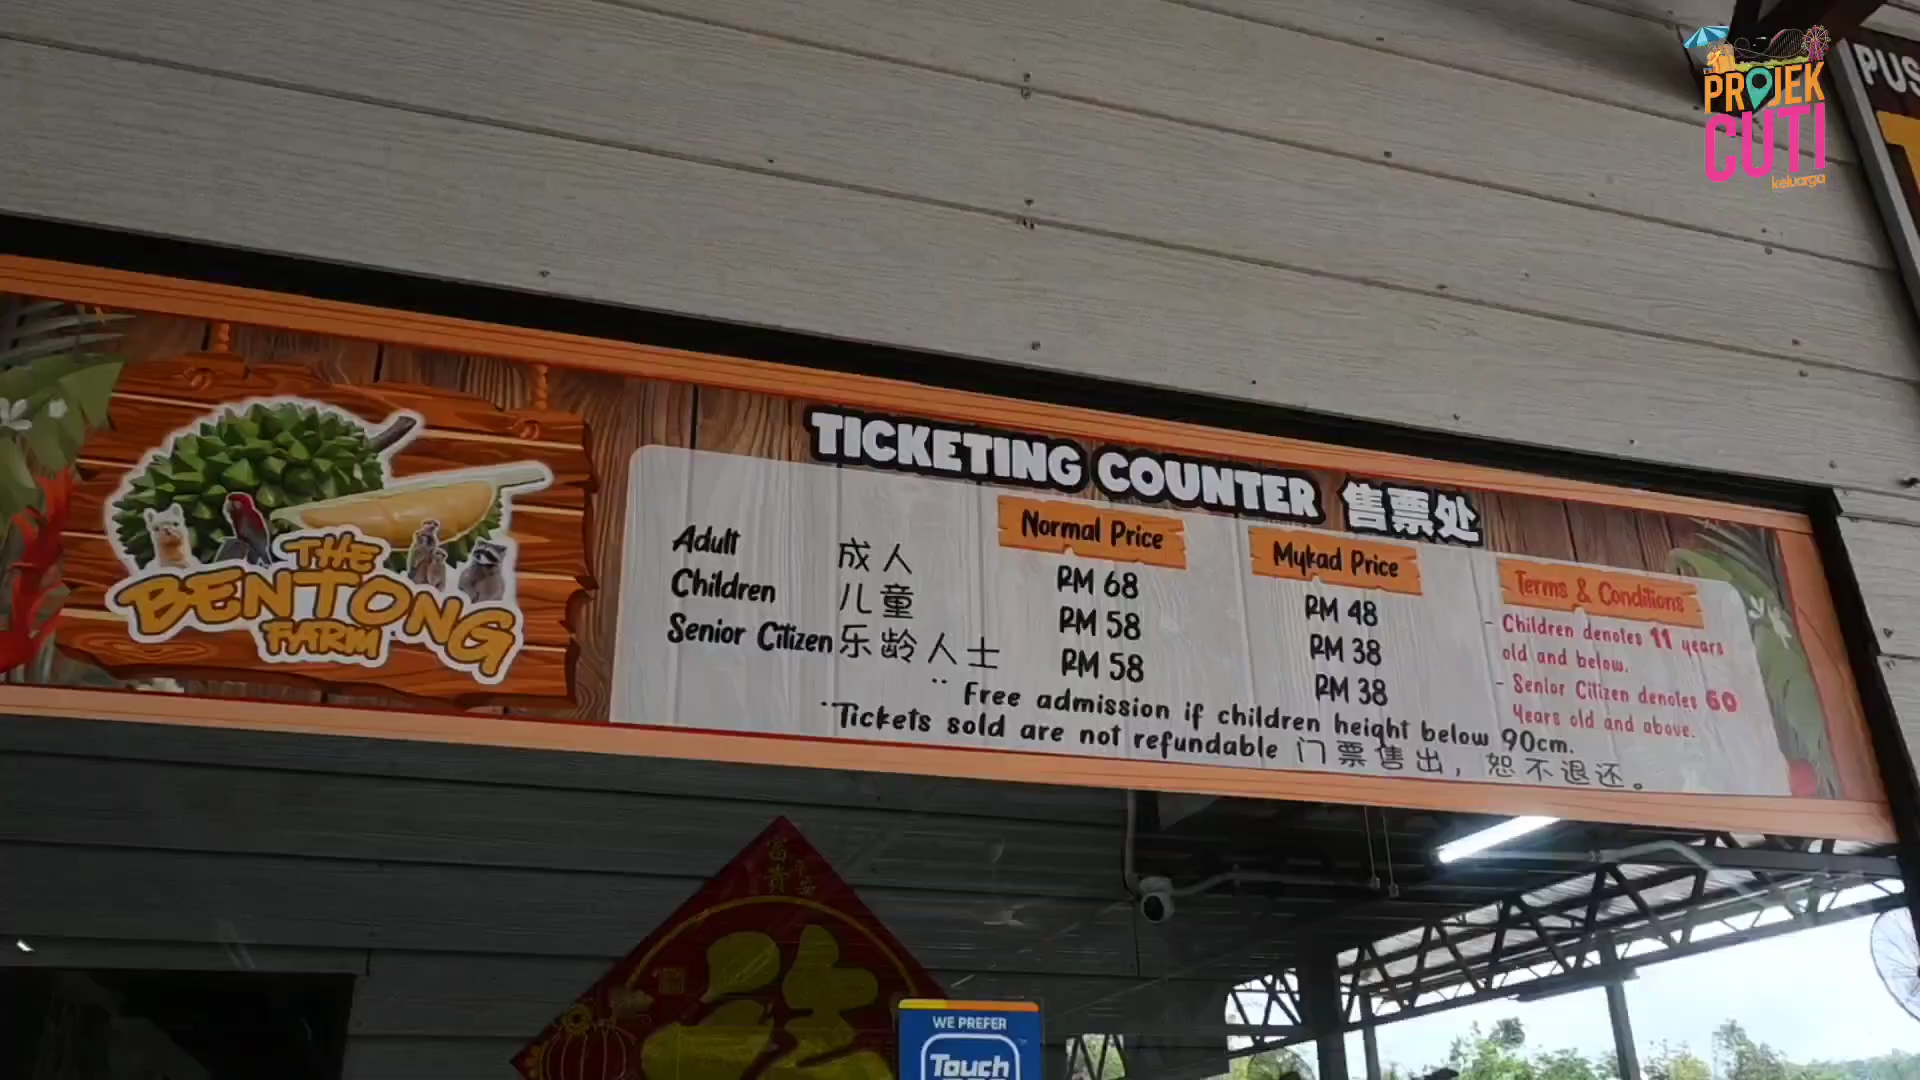 PROJEK
CUTI
keluarga
PUS
THE
BENTONG
FARM
TICKETING COUNTER 售票处
Normal Price
Mykad Price
Terms & Conditions
Adult 成人 RM 68 RM 48
Children 儿童 RM 58 RM 38
Senior Citizen 乐龄人士 RM 58 RM 38
- Children denotes 11 years
old and below.
- Senior Citizen denotes 60
years old and above.
¨ Free admission if children height below 90cm.
¨Tickets sold are not refundable 门票售出，恕不退还。
WE PREFER
Touch